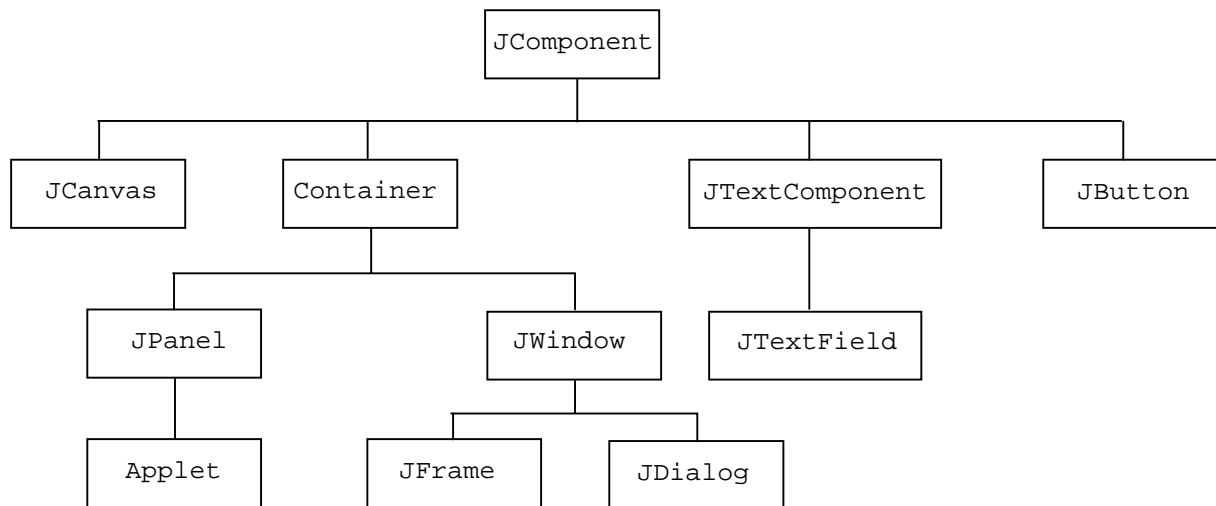 JComponent
JCanvas
Container
JTextComponent
JButton
JPanel
JWindow
JTextField
Applet
JFrame
JDialog